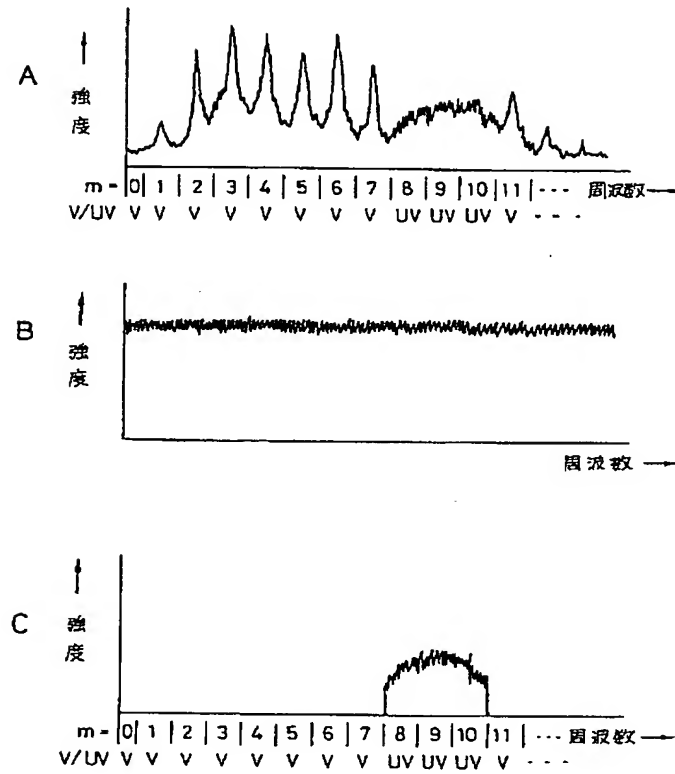 A
強度
m = | 0 | 1 | 2 | 3 | 4 | 5 | 6 | 7 | 8 | 9 | 10 | 11 | --- 周波数 →
V/UV V V V V V V V V UV UV UV V - - -
B
強度
周波数 →
C
強度
m = | 0 | 1 | 2 | 3 | 4 | 5 | 6 | 7 | 8 | 9 | 10 | 11 | --- 周波数 →
V/UV V V V V V V V V UV UV UV V - - -